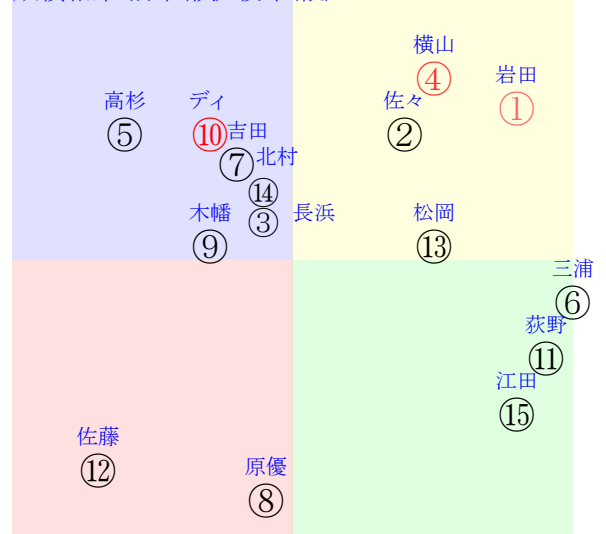 横山
④
岩田
①
高杉
⑤
ディ
⑩
佐々
②
吉田
⑦
北村
⑭
木幡
⑨
③
長浜
松岡
⑬
三浦
⑥
荻野
⑪
江田
⑮
佐藤
⑫
原優
⑧